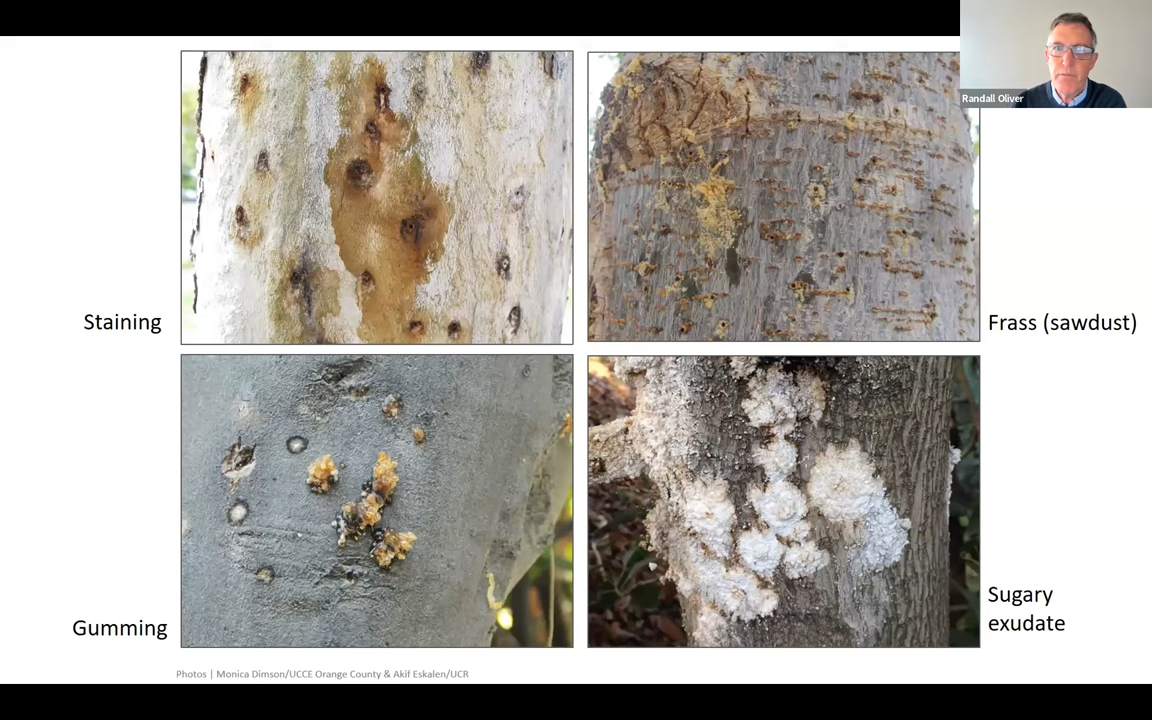 Randall Oliver
Staining
Frass (sawdust)
Gumming
Sugary
exudate
Photos | Monica Dimson/UCCE Orange County & Akif Eskalen/UCR